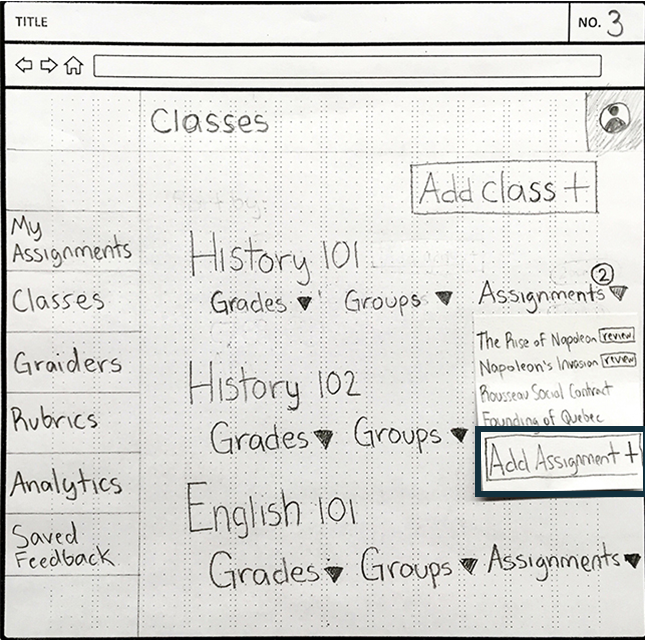 TITLE
NO. 3
Classes
Add class +
My
Assignments
Classes
Graiders
Rubrics
Analytics
Saved
Feedback
History 101
Grades Groups Assignments 2
The Rise of Napoleon review
Napoleon's Invasion review
Rousseau Social Contract
Founding of Quebec
Add Assignment +
History 102
Grades Groups
English 101
Grades Groups Assignments